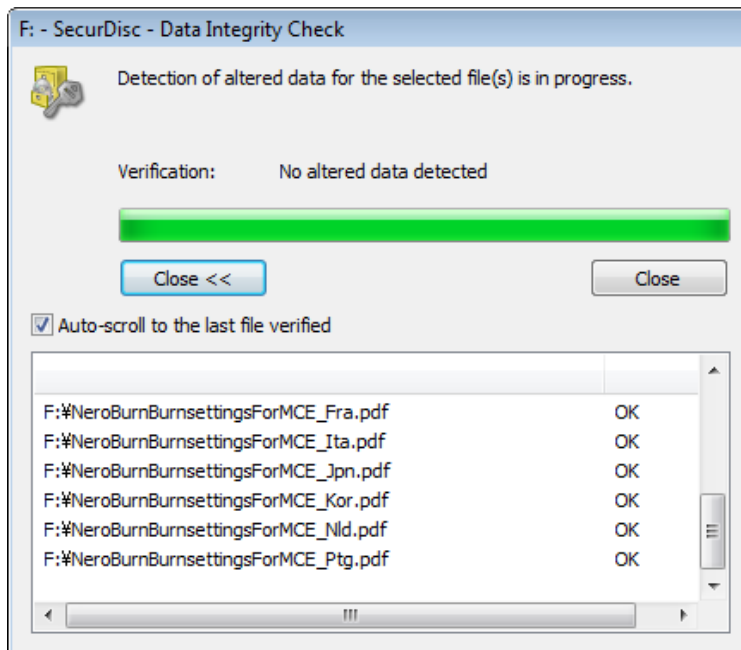 F: - SecurDisc - Data Integrity Check
Detection of altered data for the selected file(s) is in progress.
Verification: No altered data detected
Close << Close
Auto-scroll to the last file verified
F:¥NeroBurnBurnsettingsForMCE_Fra.pdf OK
F:¥NeroBurnBurnsettingsForMCE_Ita.pdf OK
F:¥NeroBurnBurnsettingsForMCE_Jpn.pdf OK
F:¥NeroBurnBurnsettingsForMCE_Kor.pdf OK
F:¥NeroBurnBurnsettingsForMCE_Nld.pdf OK
F:¥NeroBurnBurnsettingsForMCE_Ptg.pdf OK